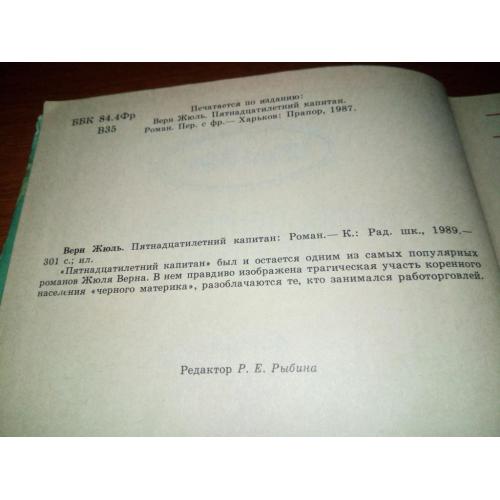 ББК 84.4Фр
В35
Печатается по изданию:
Верн Жюль. Пятнадцатилетний капитан.
Роман. Пер. с фр.— Харьков: Прапор, 1987.
Верн Жюль. Пятнадцатилетний капитан: Роман.— К.: Рад. шк., 1989.—
301 с.; ил.
«Пятнадцатилетний капитан» был и остается одним из самых популярных
романов Жюля Верна. В нем правдиво изображена трагическая участь коренного
населения «черного материка», разоблачаются те, кто занимался работорговлей.
Редактор Р. Е. Рыбина